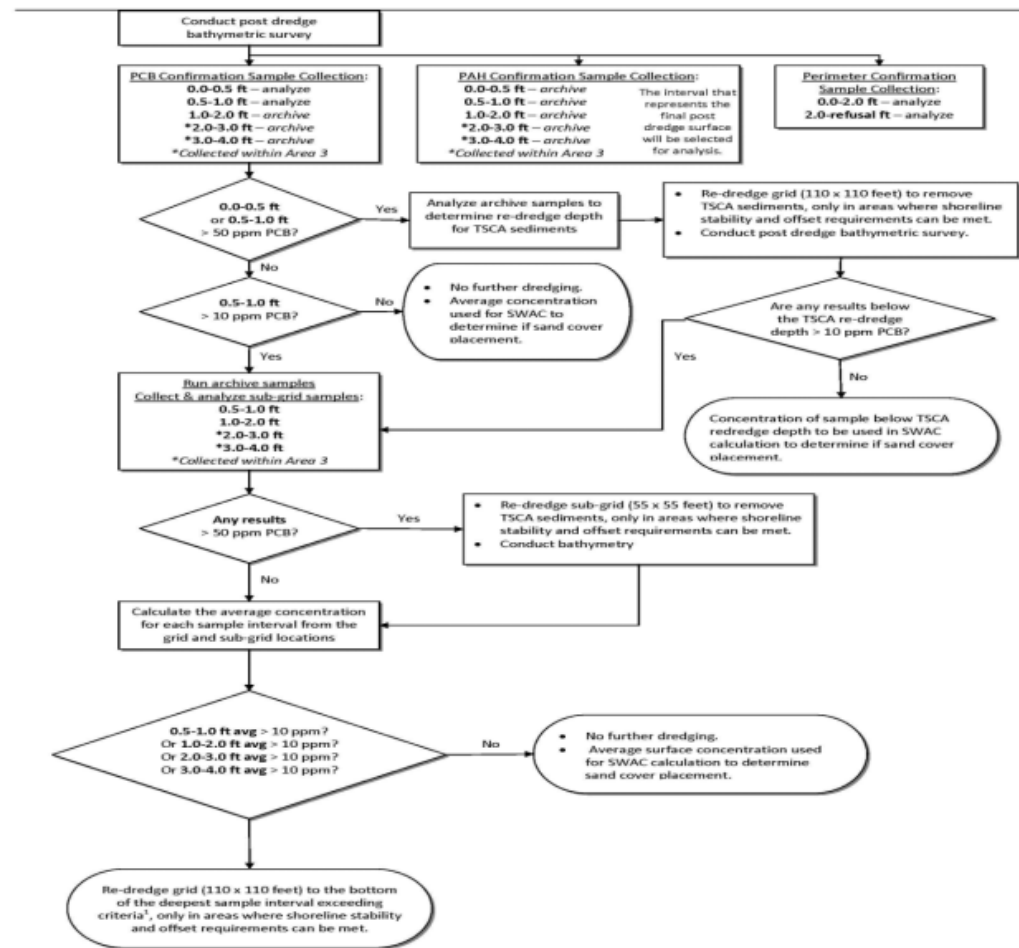 Conduct post dredge
bathymetric survey
PCB Confirmation Sample Collection:
0.0-0.5 ft – analyze
0.5-1.0 ft – analyze
1.0-2.0 ft – archive
*2.0-3.0 ft – archive
*3.0-4.0 ft – archive
*Collected within Area 3
PAH Confirmation Sample Collection:
0.0-0.5 ft – archive
0.5-1.0 ft – archive
1.0-2.0 ft – archive
*2.0-3.0 ft – archive
*3.0-4.0 ft – archive
*Collected within Area 3
The interval that
represents the
final post
dredge surface
will be selected
for analysis.
Perimeter Confirmation
Sample Collection:
0.0-2.0 ft – analyze
2.0-refusal ft – analyze
0.0-0.5 ft
or 0.5-1.0 ft
> 50 ppm PCB?
Yes
Analyze archive samples to
determine re-dredge depth
for TSCA sediments
• Re-dredge grid (110 x 110 feet) to remove
TSCA sediments, only in areas where shoreline
stability and offset requirements can be met.
• Conduct post dredge bathymetric survey.
No
0.5-1.0 ft
> 10 ppm PCB?
No
• No further dredging.
• Average concentration
used for SWAC to
determine if sand cover
placement.
Are any results below
the TSCA re-dredge
depth > 10 ppm PCB?
Yes
Yes
No
Run archive samples
Collect & analyze sub-grid samples:
0.5-1.0 ft
1.0-2.0 ft
*2.0-3.0 ft
*3.0-4.0 ft
*Collected within Area 3
Concentration of sample below TSCA
redredge depth to be used in SWAC
calculation to determine if sand cover
placement.
Any results
> 50 ppm PCB?
Yes
• Re-dredge sub-grid (55 x 55 feet) to remove
TSCA sediments, only in areas where shoreline
stability and offset requirements can be met.
• Conduct bathymetry
No
Calculate the average concentration
for each sample interval from the
grid and sub-grid locations
0.5-1.0 ft avg > 10 ppm?
Or 1.0-2.0 ft avg > 10 ppm?
Or 2.0-3.0 ft avg > 10 ppm?
Or 3.0-4.0 ft avg > 10 ppm?
No
• No further dredging.
• Average surface concentration used
for SWAC calculation to determine
sand cover placement.
Re-dredge grid (110 x 110 feet) to the bottom
of the deepest sample interval exceeding
criteria¹, only in areas where shoreline stability
and offset requirements can be met.